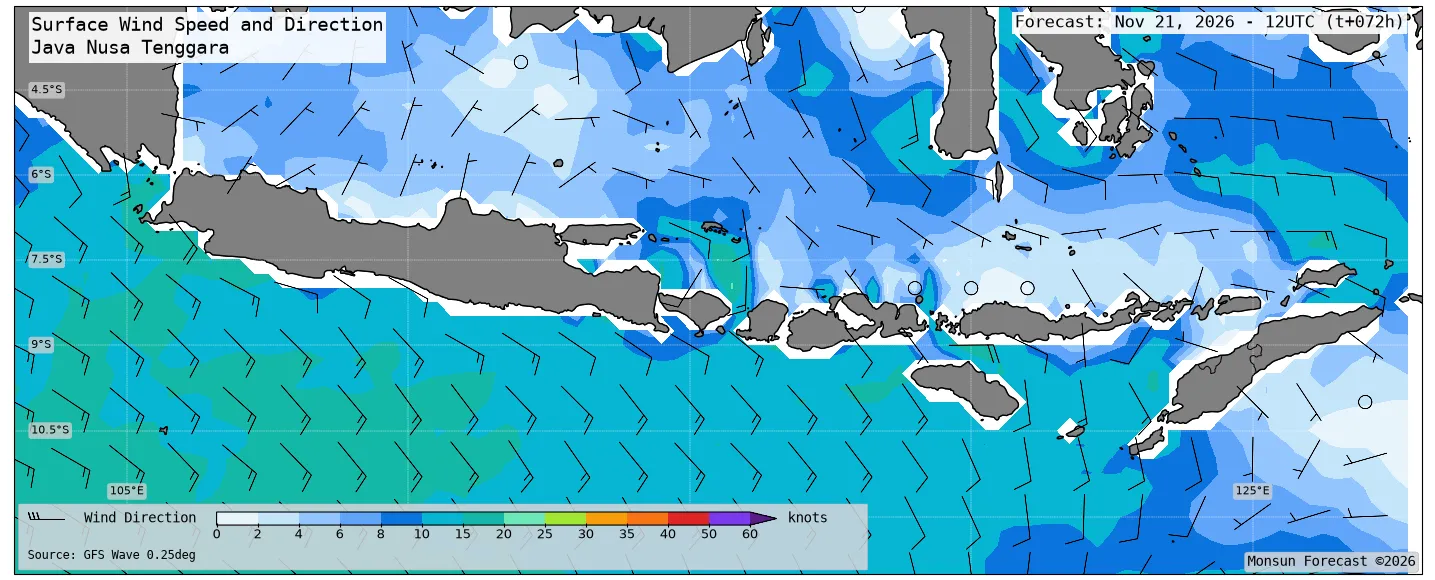 Surface Wind Speed and Direction
Java Nusa Tenggara
Forecast: Nov 21, 2026 - 12UTC (t+072h)
4.5°S
6°S
7.5°S
9°S
10.5°S
105°E
125°E
Wind Direction
0 2 4 6 8 10 15 20 25 30 35 40 50 60 knots
Source: GFS Wave 0.25deg
Monsun Forecast ©2026